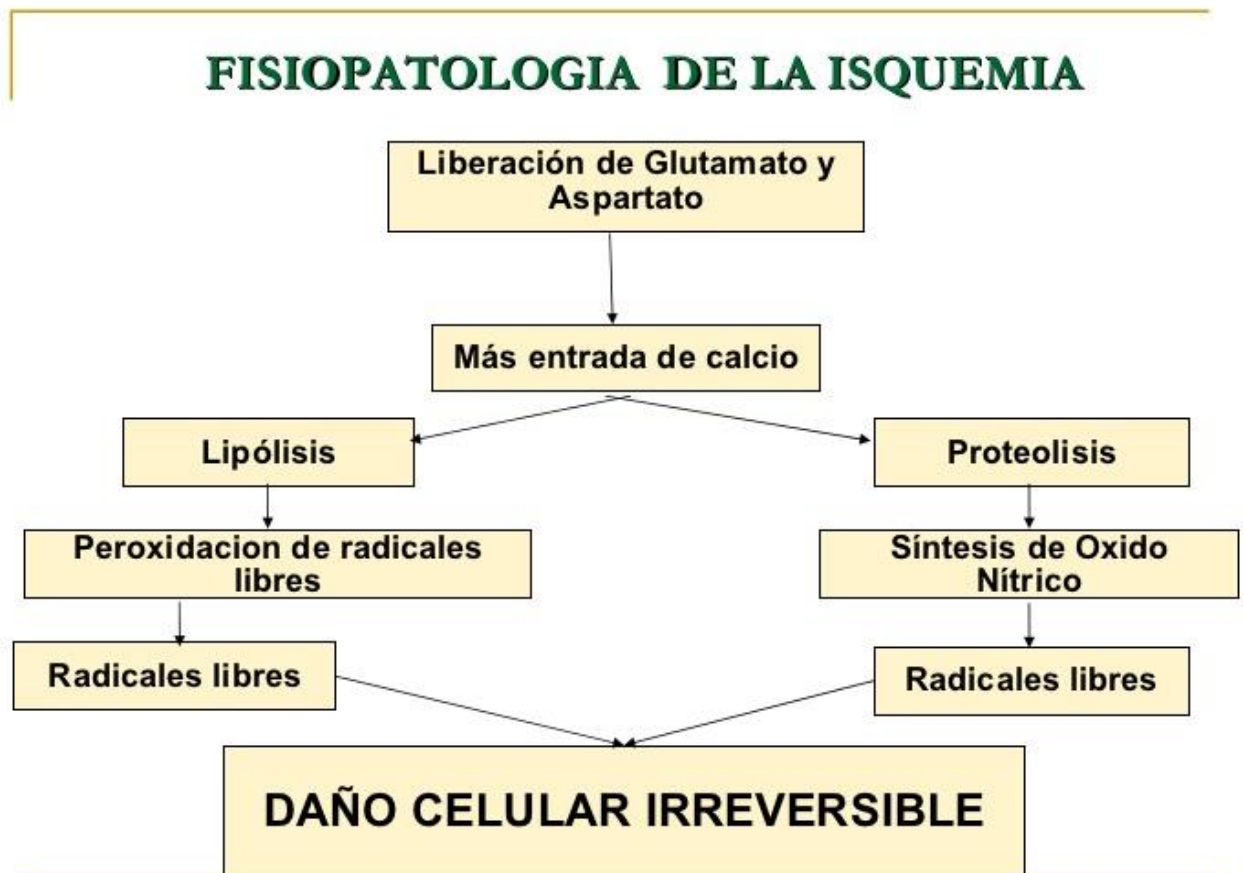 FISIOPATOLOGIA DE LA ISQUEMIA
Liberación de Glutamato y
Aspartato
Más entrada de calcio
Lipólisis
Proteolisis
Peroxidacion de radicales
libres
Síntesis de Oxido
Nítrico
Radicales libres
Radicales libres
DAÑO CELULAR IRREVERSIBLE